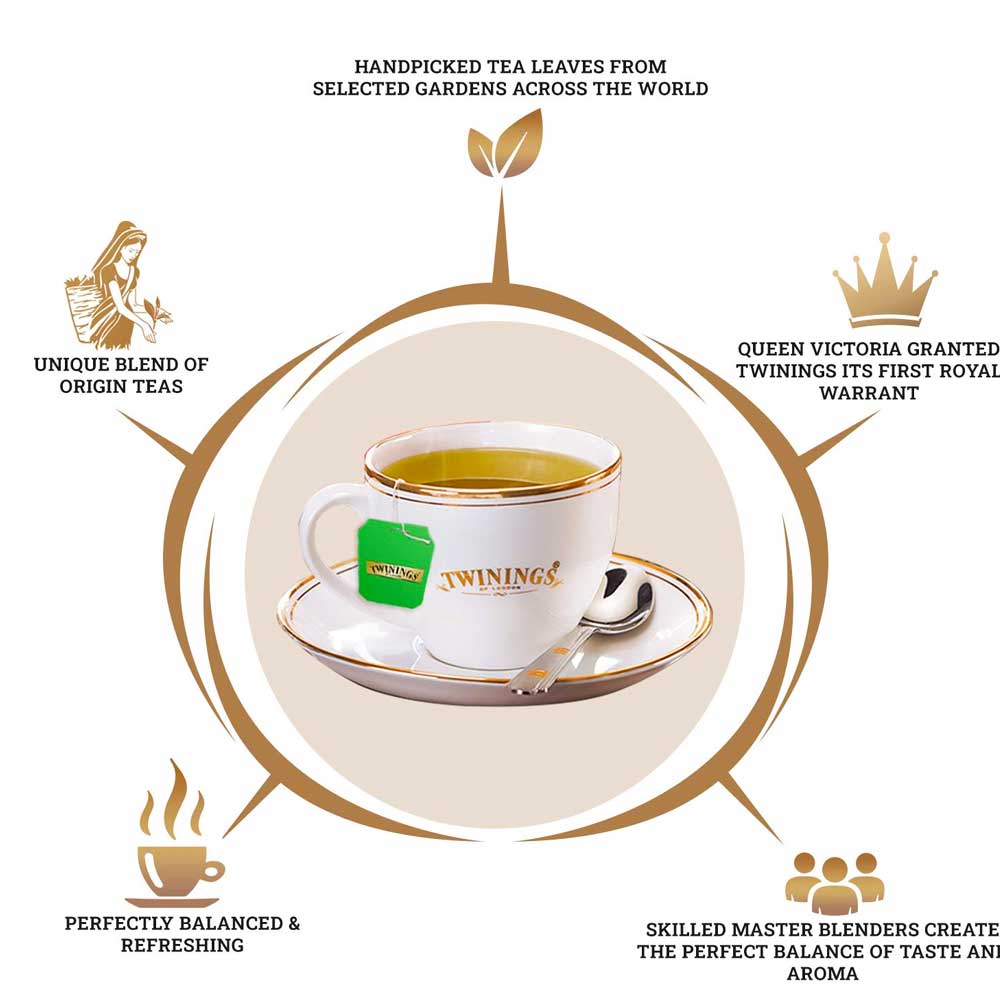 HANDPICKED TEA LEAVES FROM
SELECTED GARDENS ACROSS THE WORLD
UNIQUE BLEND OF
ORIGIN TEAS
QUEEN VICTORIA GRANTED
TWININGS ITS FIRST ROYAL
WARRANT
TWININGS
TWININGS®
OF LONDON
PERFECTLY BALANCED &
REFRESHING
SKILLED MASTER BLENDERS CREATE
THE PERFECT BALANCE OF TASTE AND
AROMA